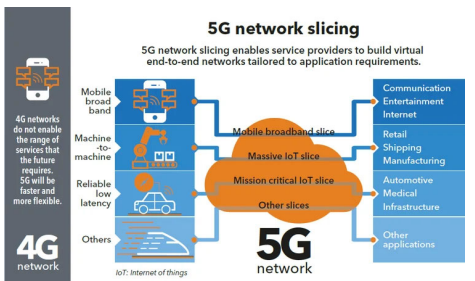 5G network slicing
5G network slicing enables service providers to build virtual
end-to-end networks tailored to application requirements.
4G networks
do not enable
the range of
services that
the future
requires.
5G will be
faster and
more flexible.
4G
network
Mobile
broad
band
Machine
-to-
machine
Reliable
low
latency
Others
Mobile broadband slice
Massive IoT slice
Mission critical IoT slice
Other slices
5G
network
Communication
Entertainment
Internet
Retail
Shipping
Manufacturing
Automotive
Medical
Infrastructure
Other
applications
IoT: Internet of things